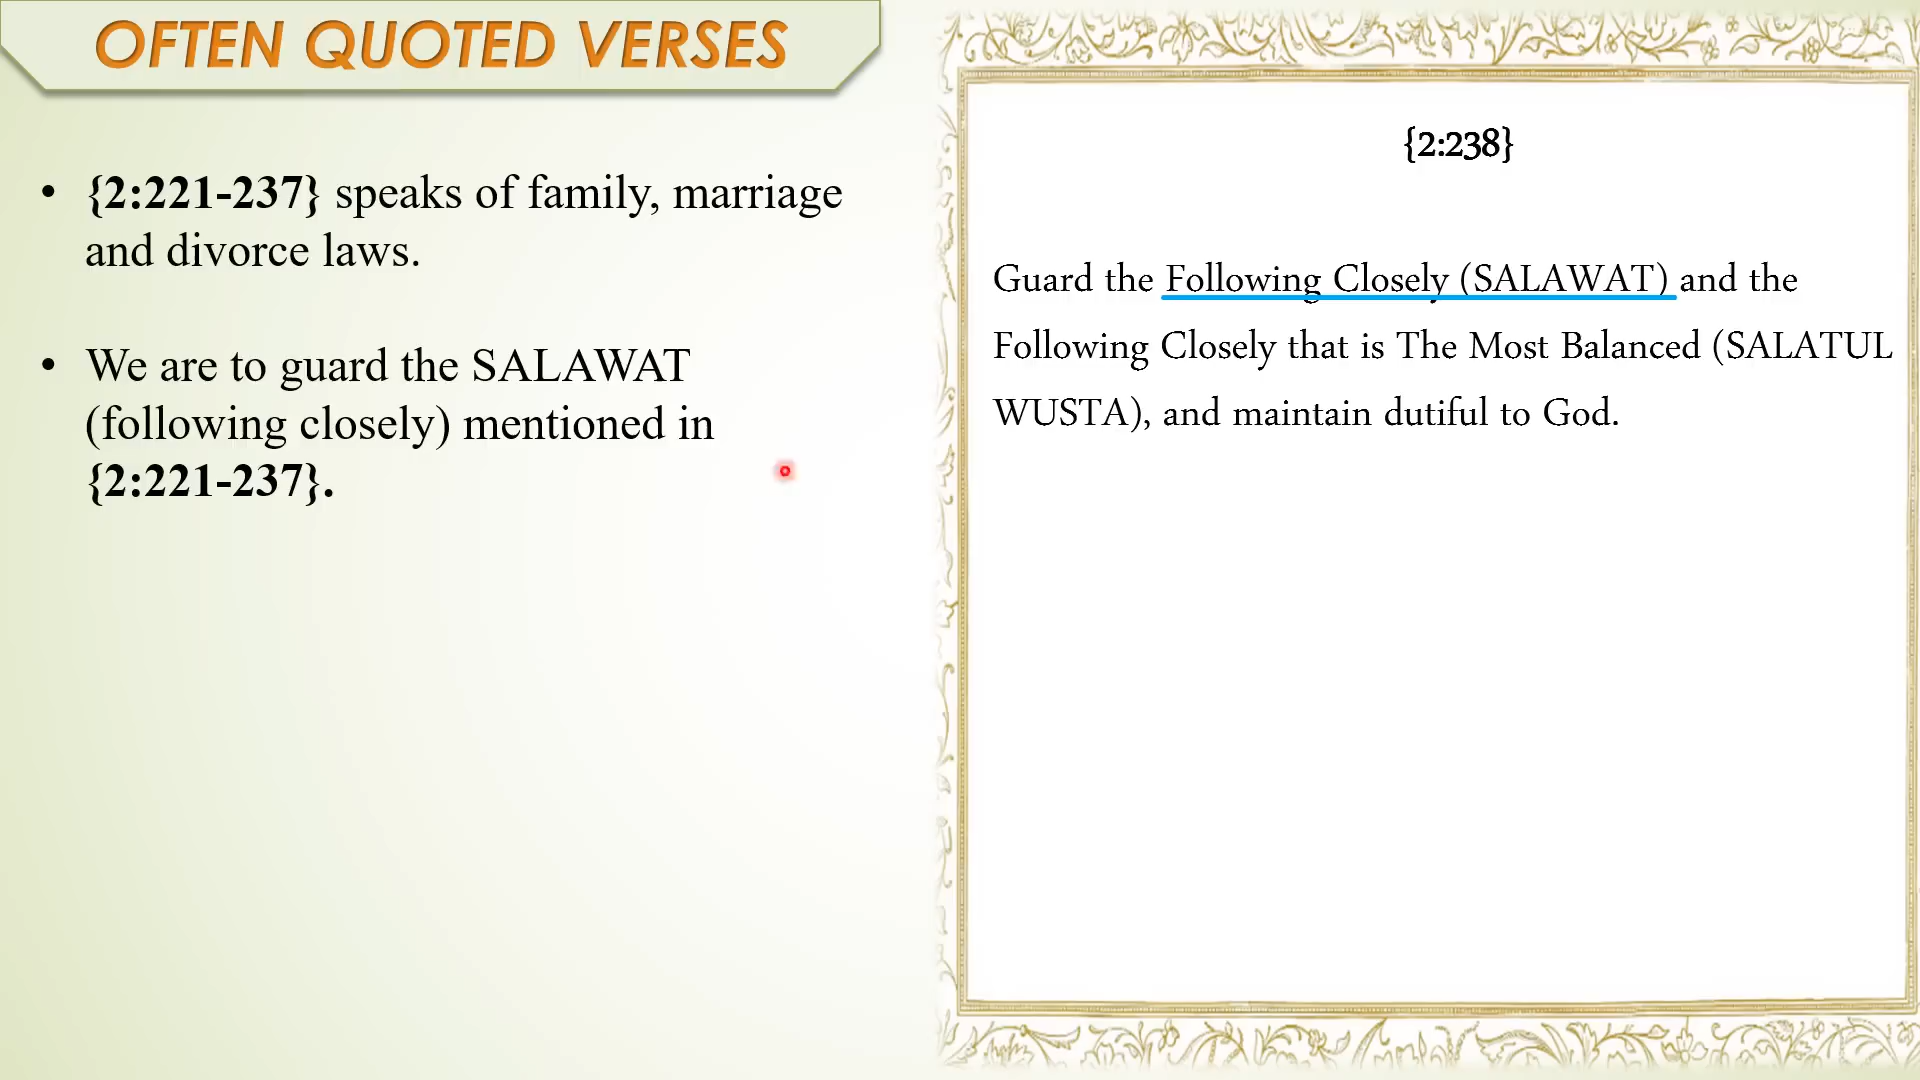 OFTEN QUOTED VERSES
• {2:221-237} speaks of family, marriage
and divorce laws.
• We are to guard the SALAWAT
(following closely) mentioned in
{2:221-237}.
{2:238}
Guard the Following Closely (SALAWAT) and the
Following Closely that is The Most Balanced (SALATUL
WUSTA), and maintain dutiful to God.